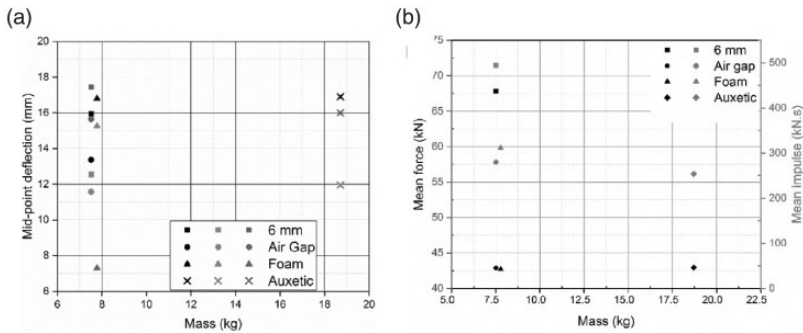 (a)
20
18
16
14
12
10
8
6
Mid-point deflection (mm)
6 mm
Air Gap
Foam
Auxetic
6 8 10 12 14 16 18 20
Mass (kg)
(b)
75
70
65
60
55
50
45
40
Mean force (kN)
6 mm
Air gap
Foam
Auxetic
500
400
300
200
100
0
Mean impulse (kN.s)
5.0 7.5 10.0 12.5 15.0 17.5 20.0 22.5
Mass (kg)